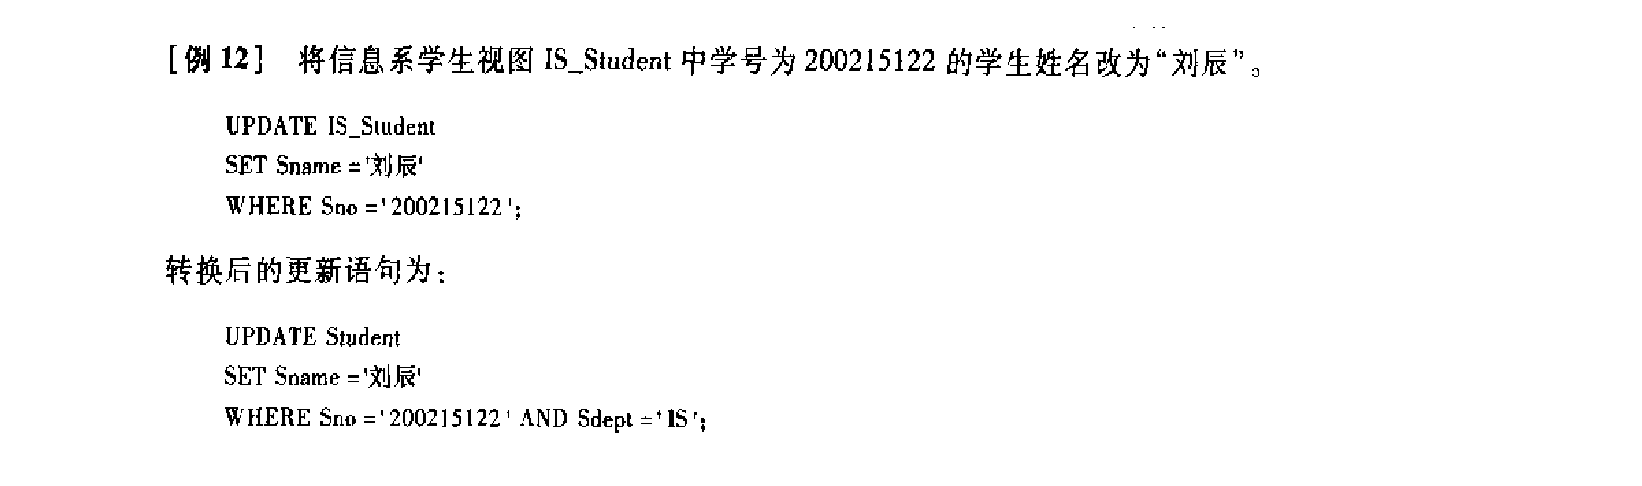 [例 12] 将信息系学生视图 IS_Student 中学号为 200215122 的学生姓名改为“刘辰”。
UPDATE IS_Student
SET Sname ='刘辰'
WHERE Sno ='200215122';
转换后的更新语句为：
UPDATE Student
SET Sname ='刘辰'
WHERE Sno ='200215122' AND Sdept ='IS';